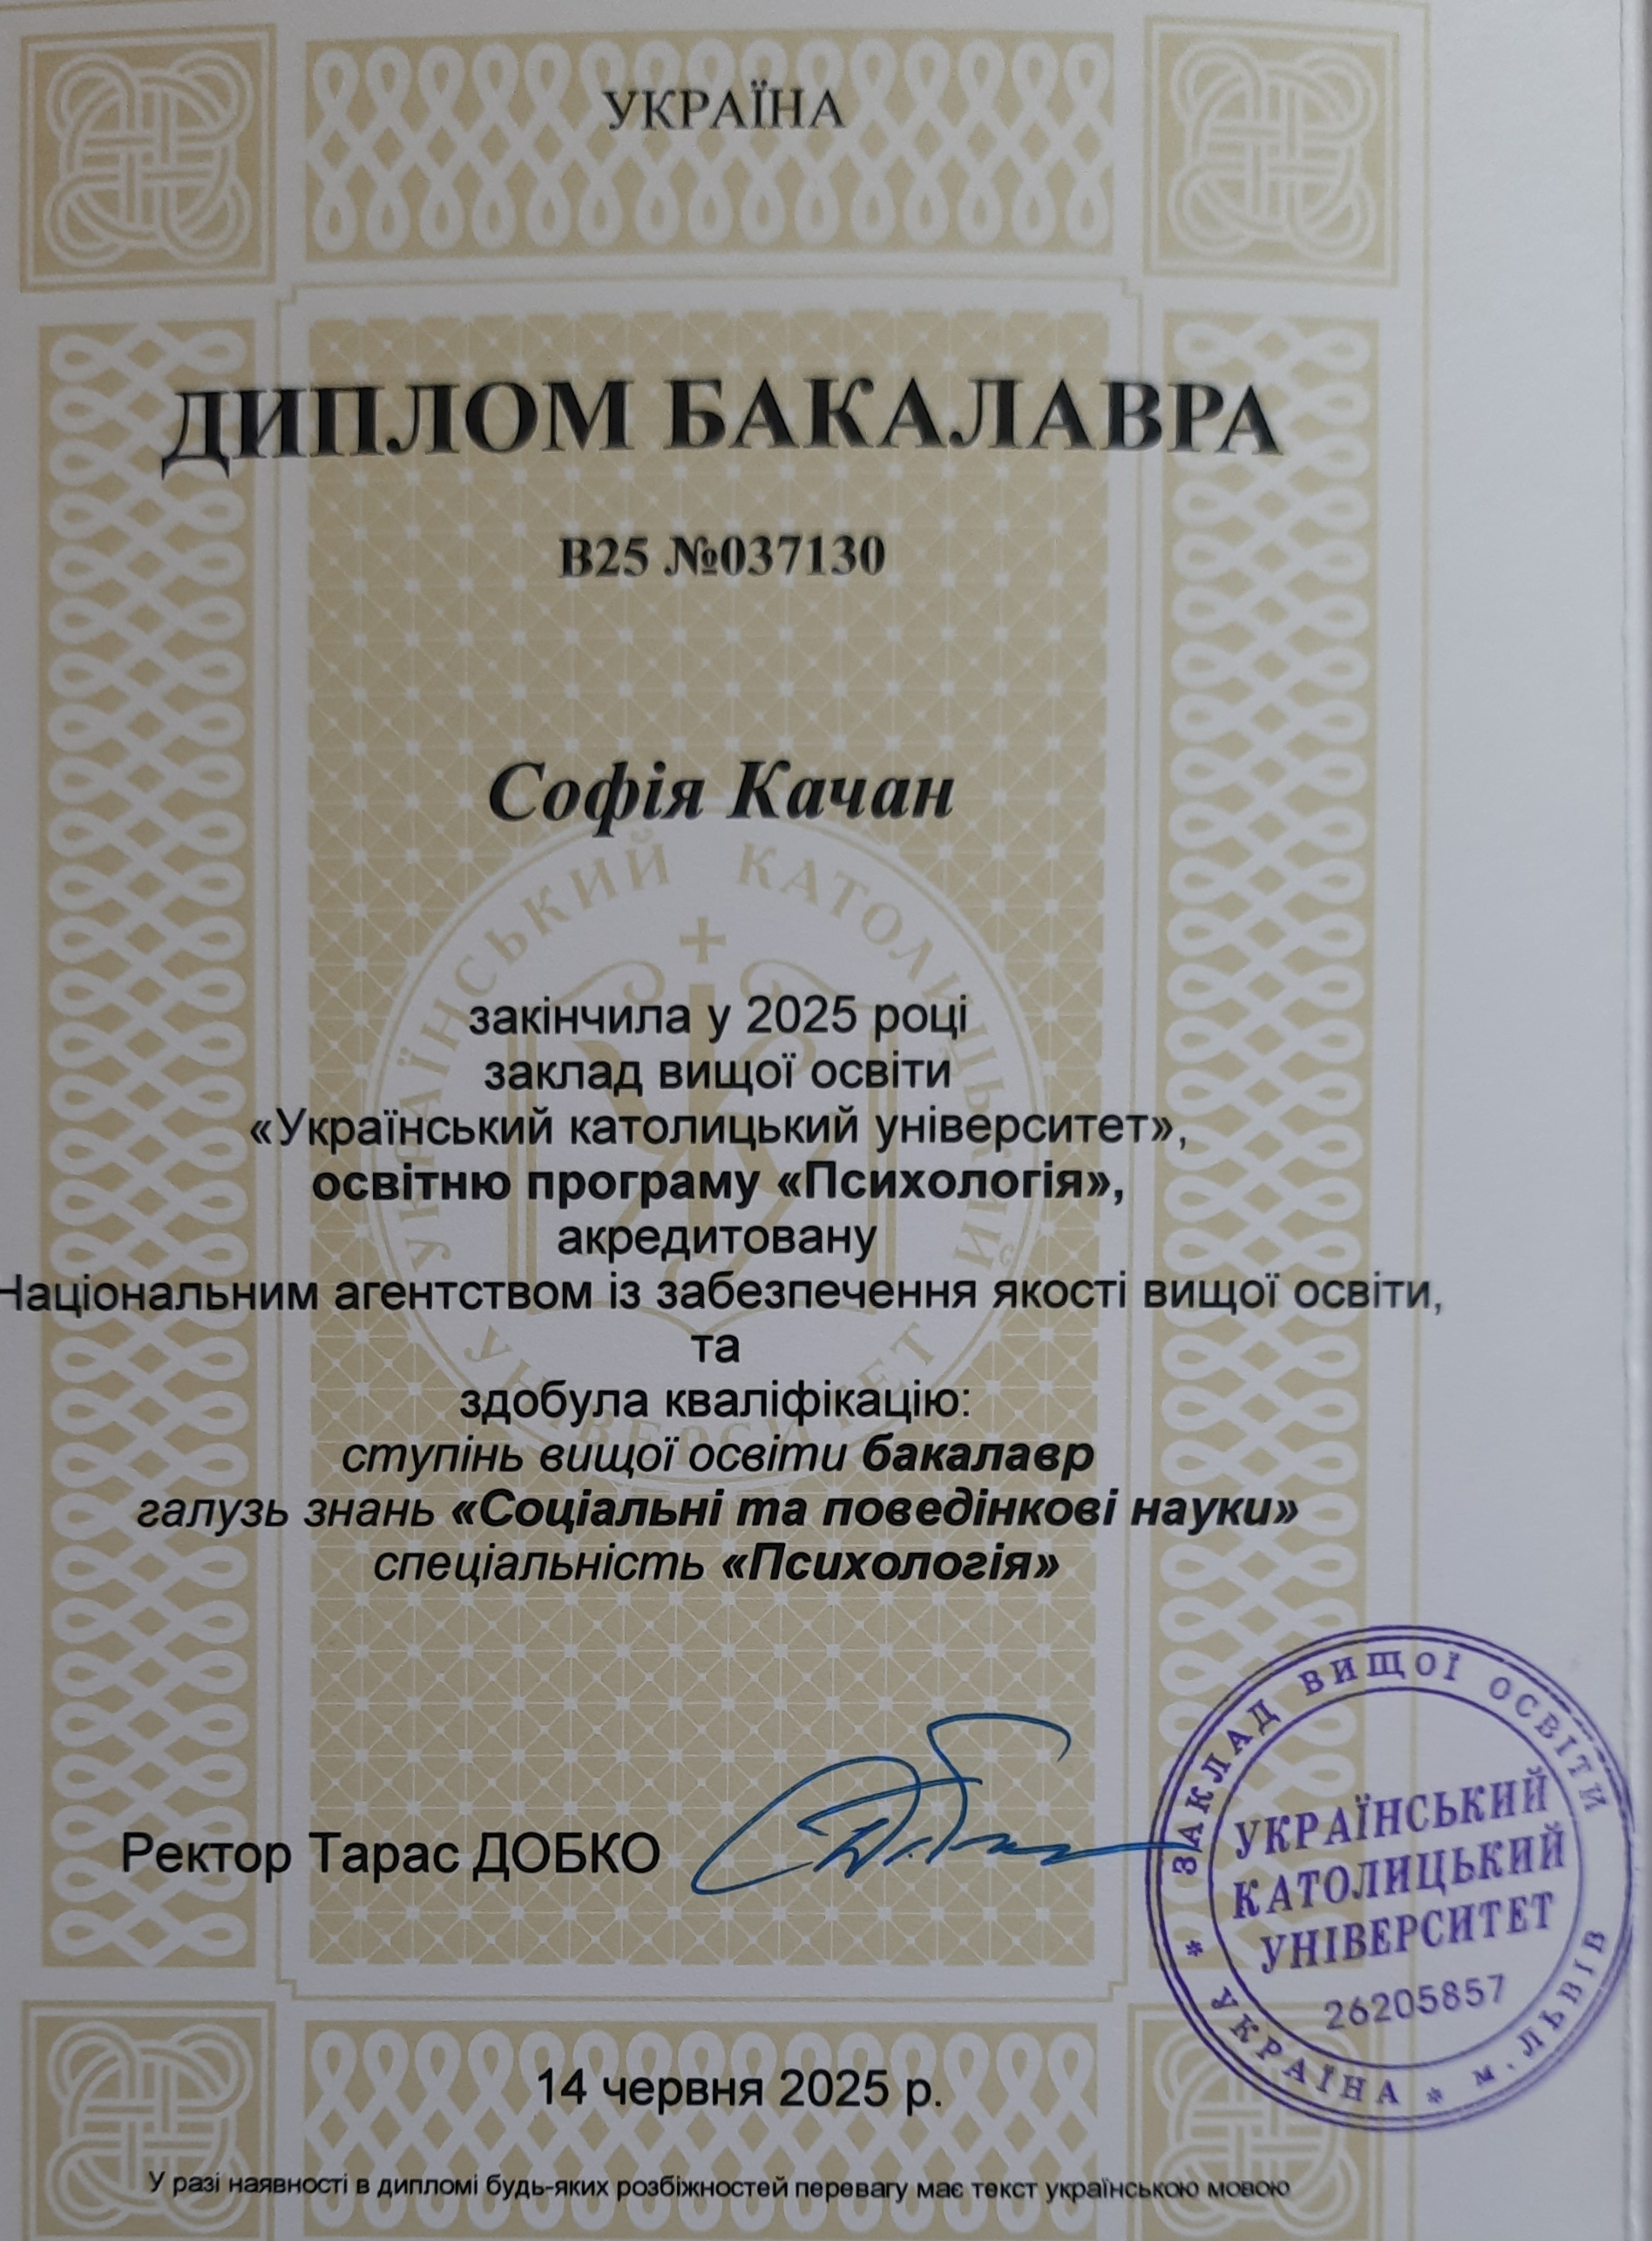 УКРАЇНА
ДИПЛОМ БАКАЛАВРА
B25 №037130
Софія Качан
УКРАЇНСЬКИЙ КАТОЛИЦЬКИЙ УНІВЕРСИТЕТ
закінчила у 2025 році
заклад вищої освіти
«Український католицький університет»,
освітню програму «Психологія»,
акредитовану
Національним агентством із забезпечення якості вищої освіти,
та
здобула кваліфікацію:
ступінь вищої освіти бакалавр
галузь знань «Соціальні та поведінкові науки»
спеціальність «Психологія»
Ректор Тарас ДОБКО
ЗАКЛАД ВИЩОЇ ОСВІТИ
УКРАЇНСЬКИЙ
КАТОЛИЦЬКИЙ
УНІВЕРСИТЕТ
26205857
* УКРАЇНА * м.ЛЬВІВ
14 червня 2025 р.
У разі наявності в дипломі будь-яких розбіжностей перевагу має текст українською мовою